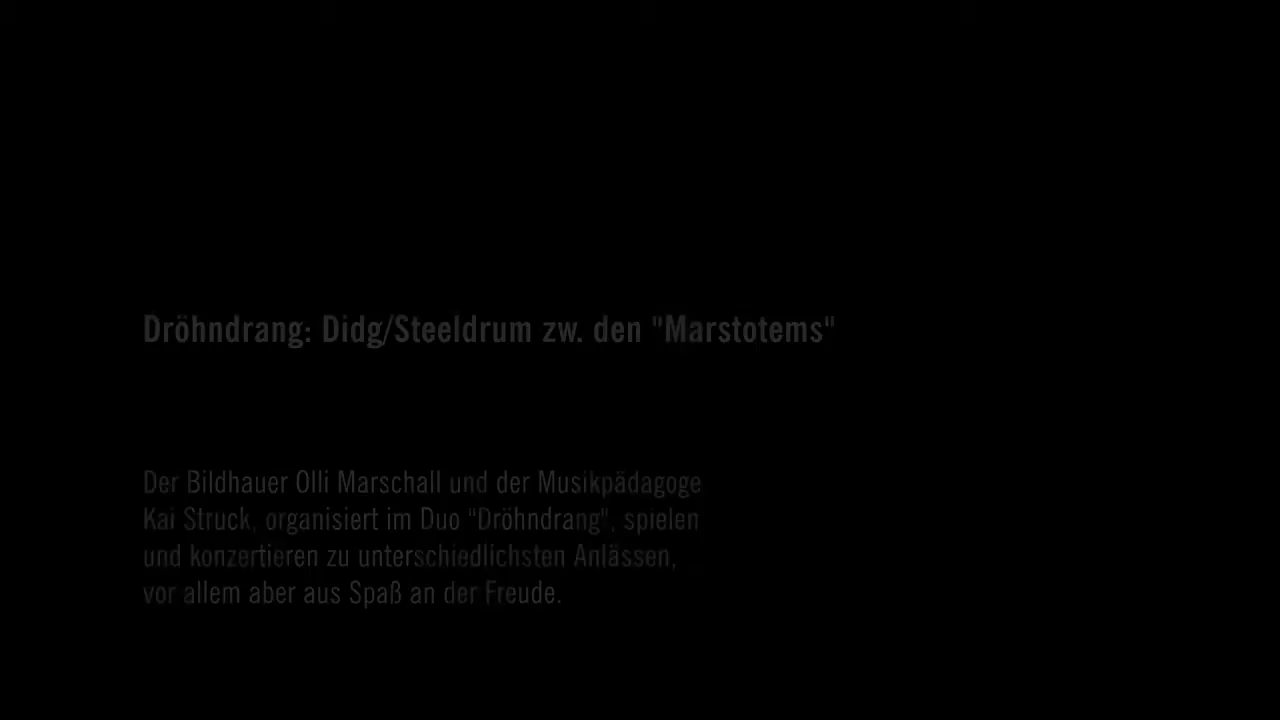 Dröhndrang: Didg/Steeldrum zw. den "Marstotems"
Der Bildhauer Olli Marschall und der Musikpädagoge
Kai Struck, organisiert im Duo "Dröhndrang", spielen
und konzertieren zu unterschiedlichsten Anlässen,
vor allem aber aus Spaß an der Freude.